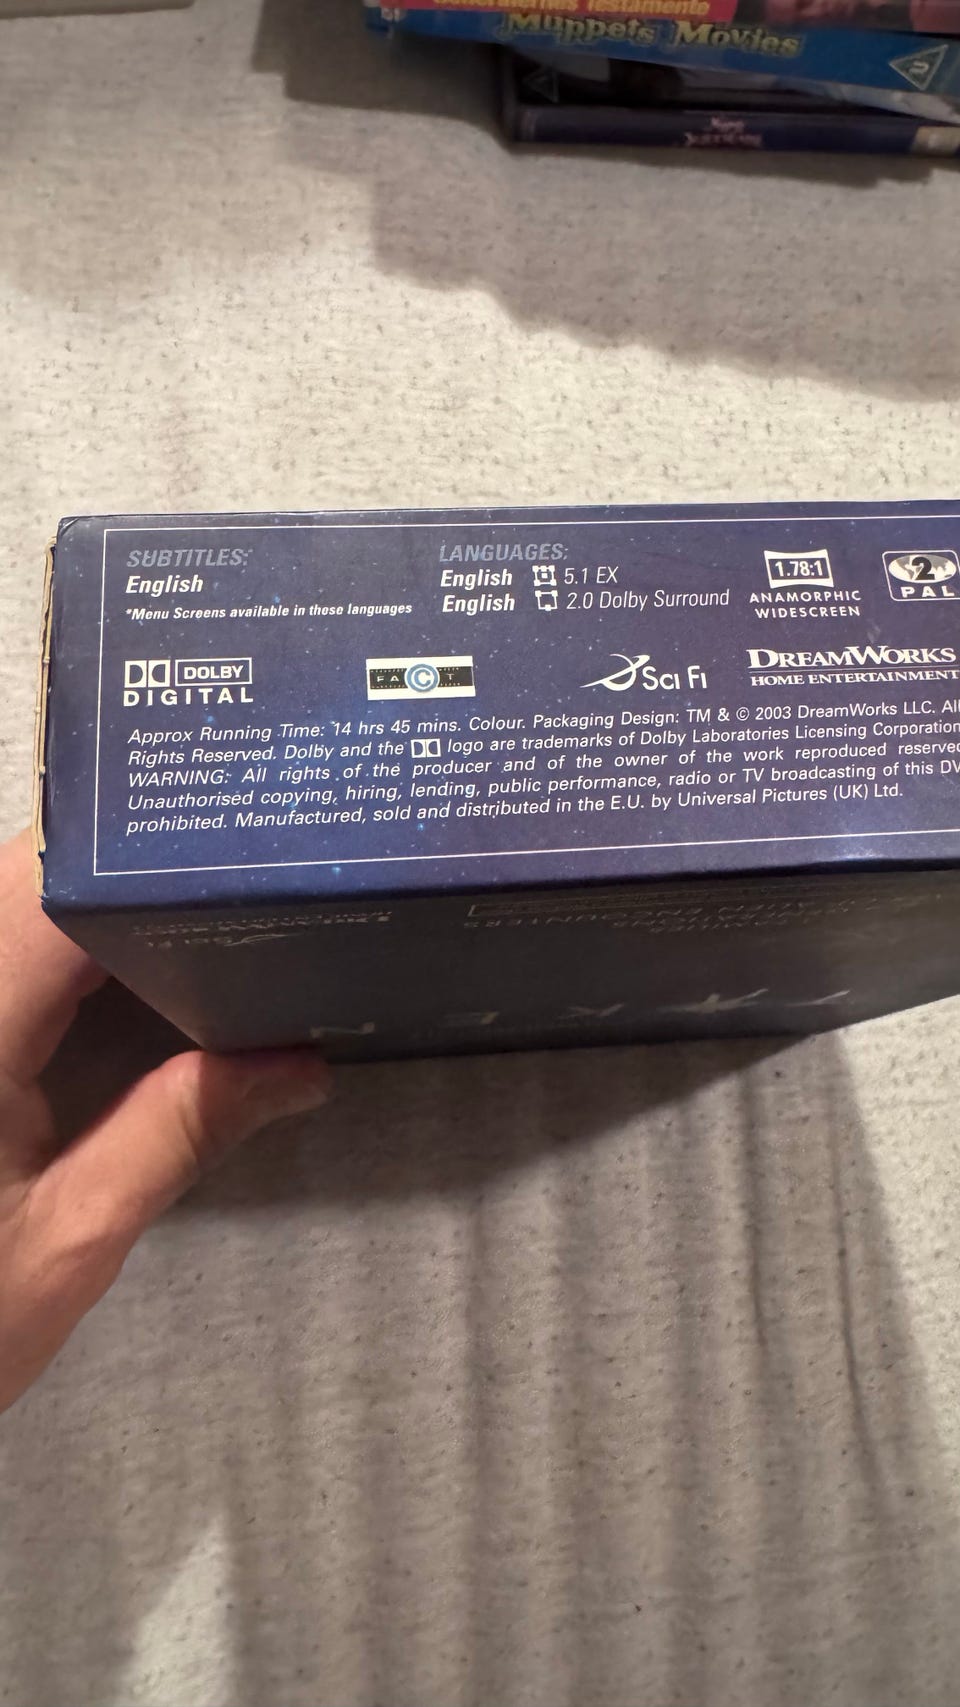 Muppets Movies
U
SUBTITLES:*
English
*Menu Screens available in those languages
LANGUAGES:
English 5.1 EX
English 2.0 Dolby Surround
1.78:1
ANAMORPHIC
WIDESCREEN
2
PAL
DOLBY
DIGITAL
FACT
SCI FI
DREAMWORKS
HOME ENTERTAINMENT
Approx Running Time: 14 hrs 45 mins. Colour. Packaging Design: TM & © 2003 DreamWorks LLC. All
Rights Reserved. Dolby and the logo are trademarks of Dolby Laboratories Licensing Corporation
WARNING: All rights of the producer and of the owner of the work reproduced reserved
Unauthorised copying, hiring, lending, public performance, radio or TV broadcasting of this DV
prohibited. Manufactured, sold and distributed in the E.U. by Universal Pictures (UK) Ltd.
SCI FI
ENCOUNTERS
T A K E N